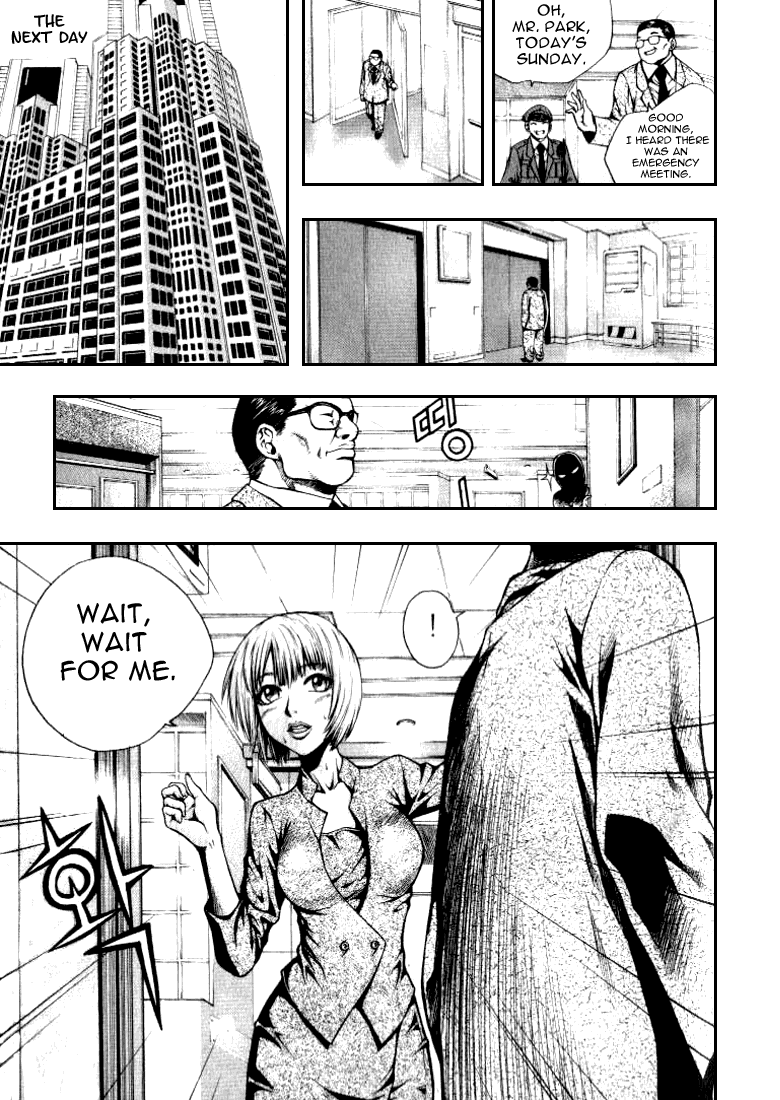 THE
NEXT DAY
OH,
MR. PARK,
TODAY'S
SUNDAY.
GOOD
MORNING,
I HEARD THERE
WAS AN
EMERGENCY
MEETING.
WAIT,
WAIT
FOR ME.
!